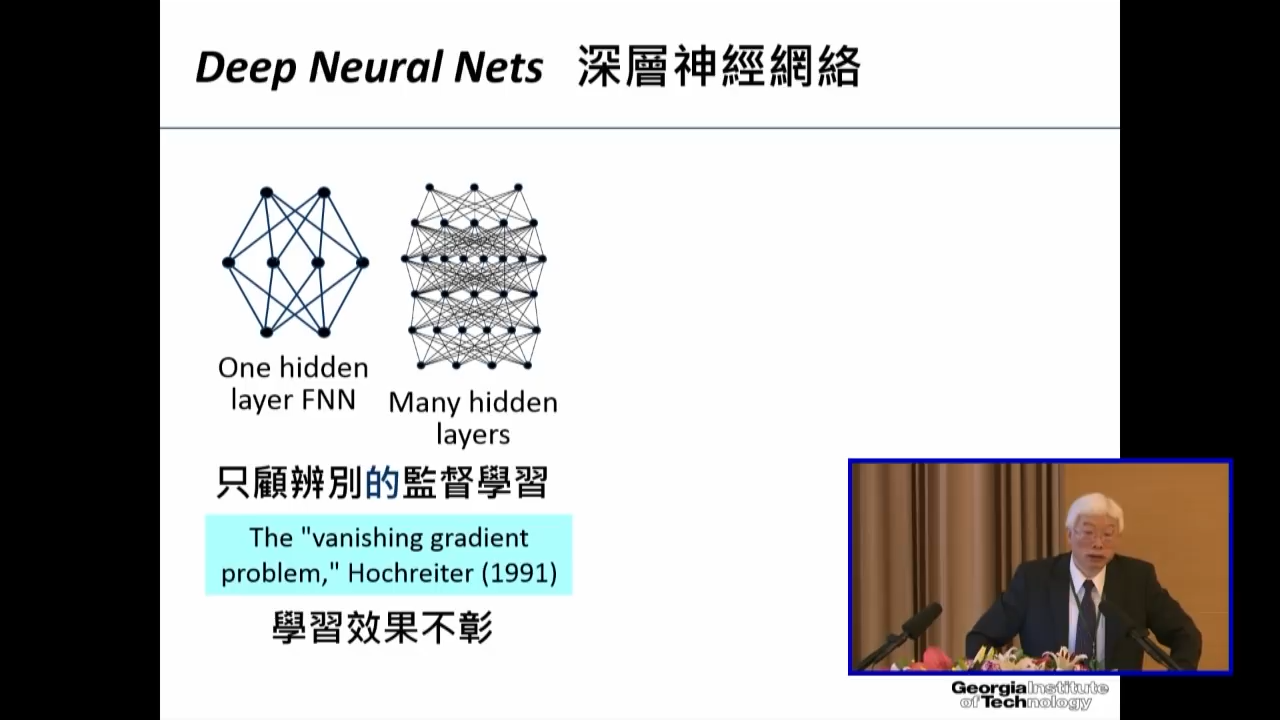 Deep Neural Nets 深層神經網絡
One hidden
layer FNN
Many hidden
layers
只顧辨別的監督學習
The "vanishing gradient
problem," Hochreiter (1991)
學習效果不彰
Georgia Institute
of Technology